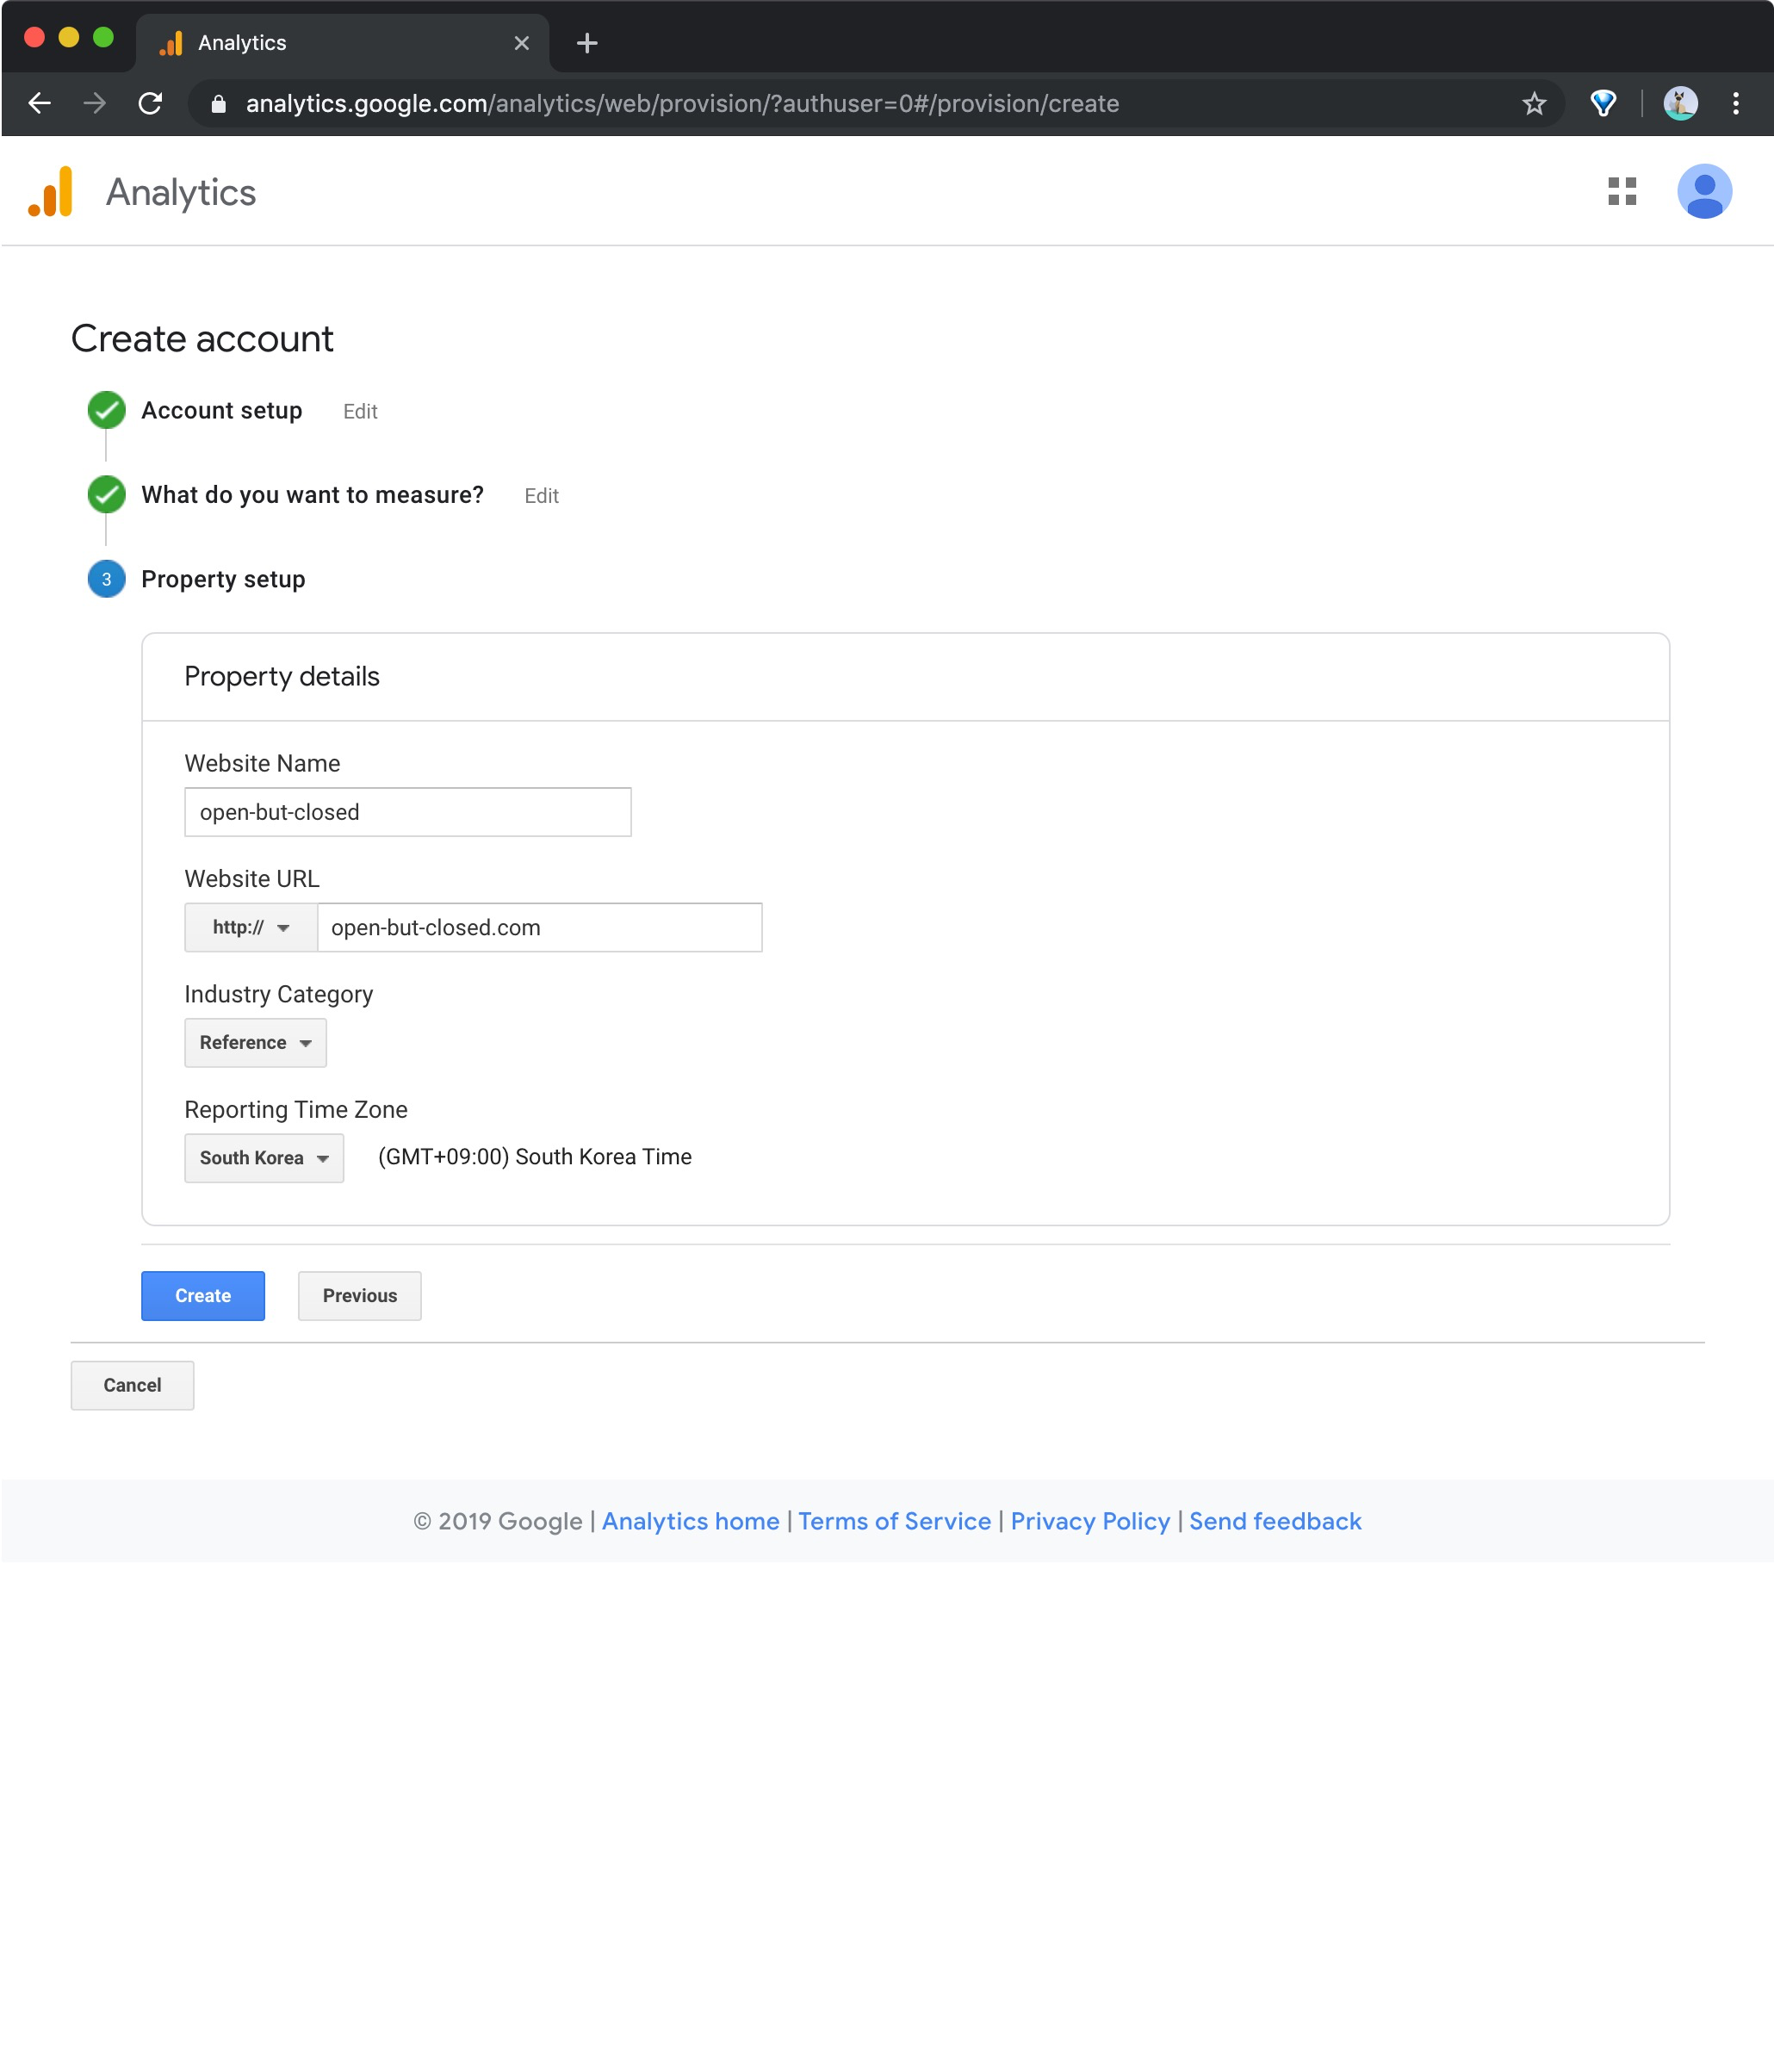 Analytics
analytics.google.com/analytics/web/provision/?authuser=0#/provision/create
Analytics
Create account
Account setup Edit
What do you want to measure? Edit
3 Property setup
Property details
Website Name
open-but-closed
Website URL
http:// open-but-closed.com
Industry Category
Reference
Reporting Time Zone
South Korea (GMT+09:00) South Korea Time
Create Previous
Cancel
© 2019 Google | Analytics home | Terms of Service | Privacy Policy | Send feedback